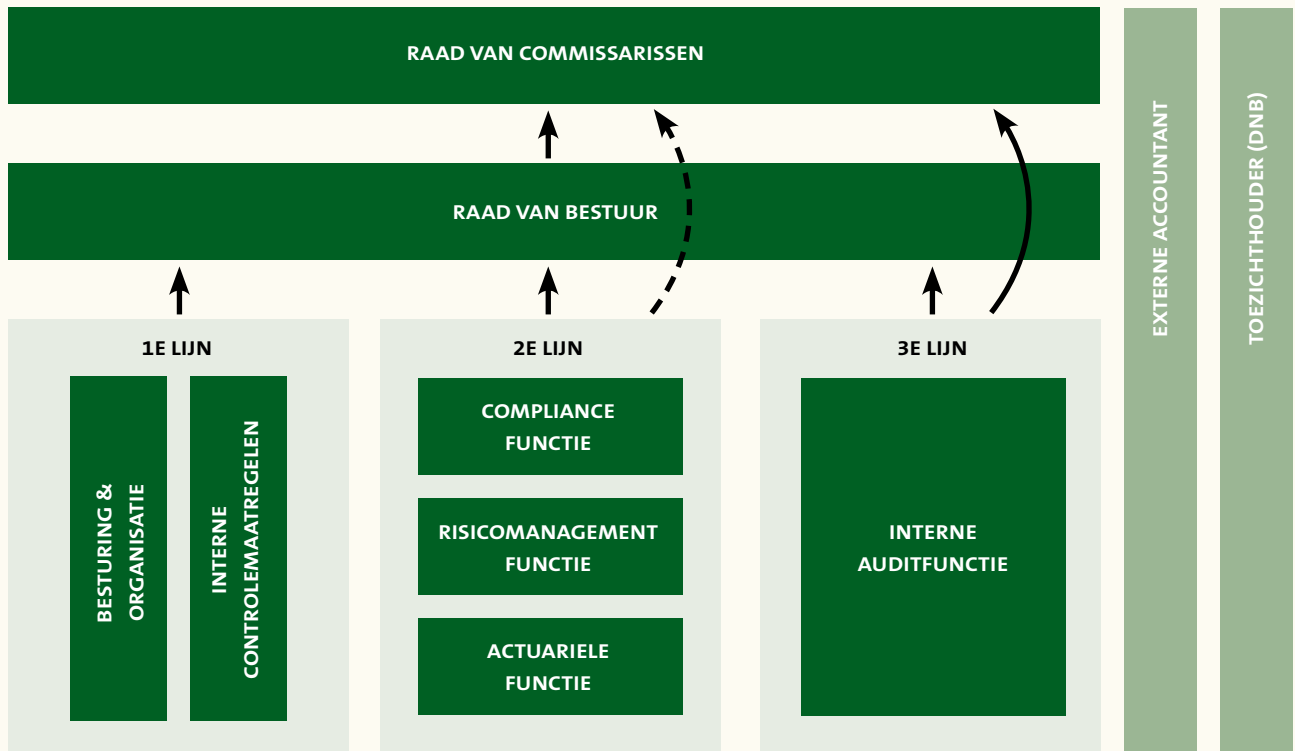 RAAD VAN COMMISSARISSEN
RAAD VAN BESTUUR
1E LIJN
BESTURING &
ORGANISATIE
INTERNE
CONTROLEMAATREGELEN
2E LIJN
COMPLIANCE
FUNCTIE
RISICOMANAGEMENT
FUNCTIE
ACTUARIELE
FUNCTIE
3E LIJN
INTERNE
AUDITFUNCTIE
EXTERNE ACCOUNTANT
TOEZICHTHOUDER (DNB)